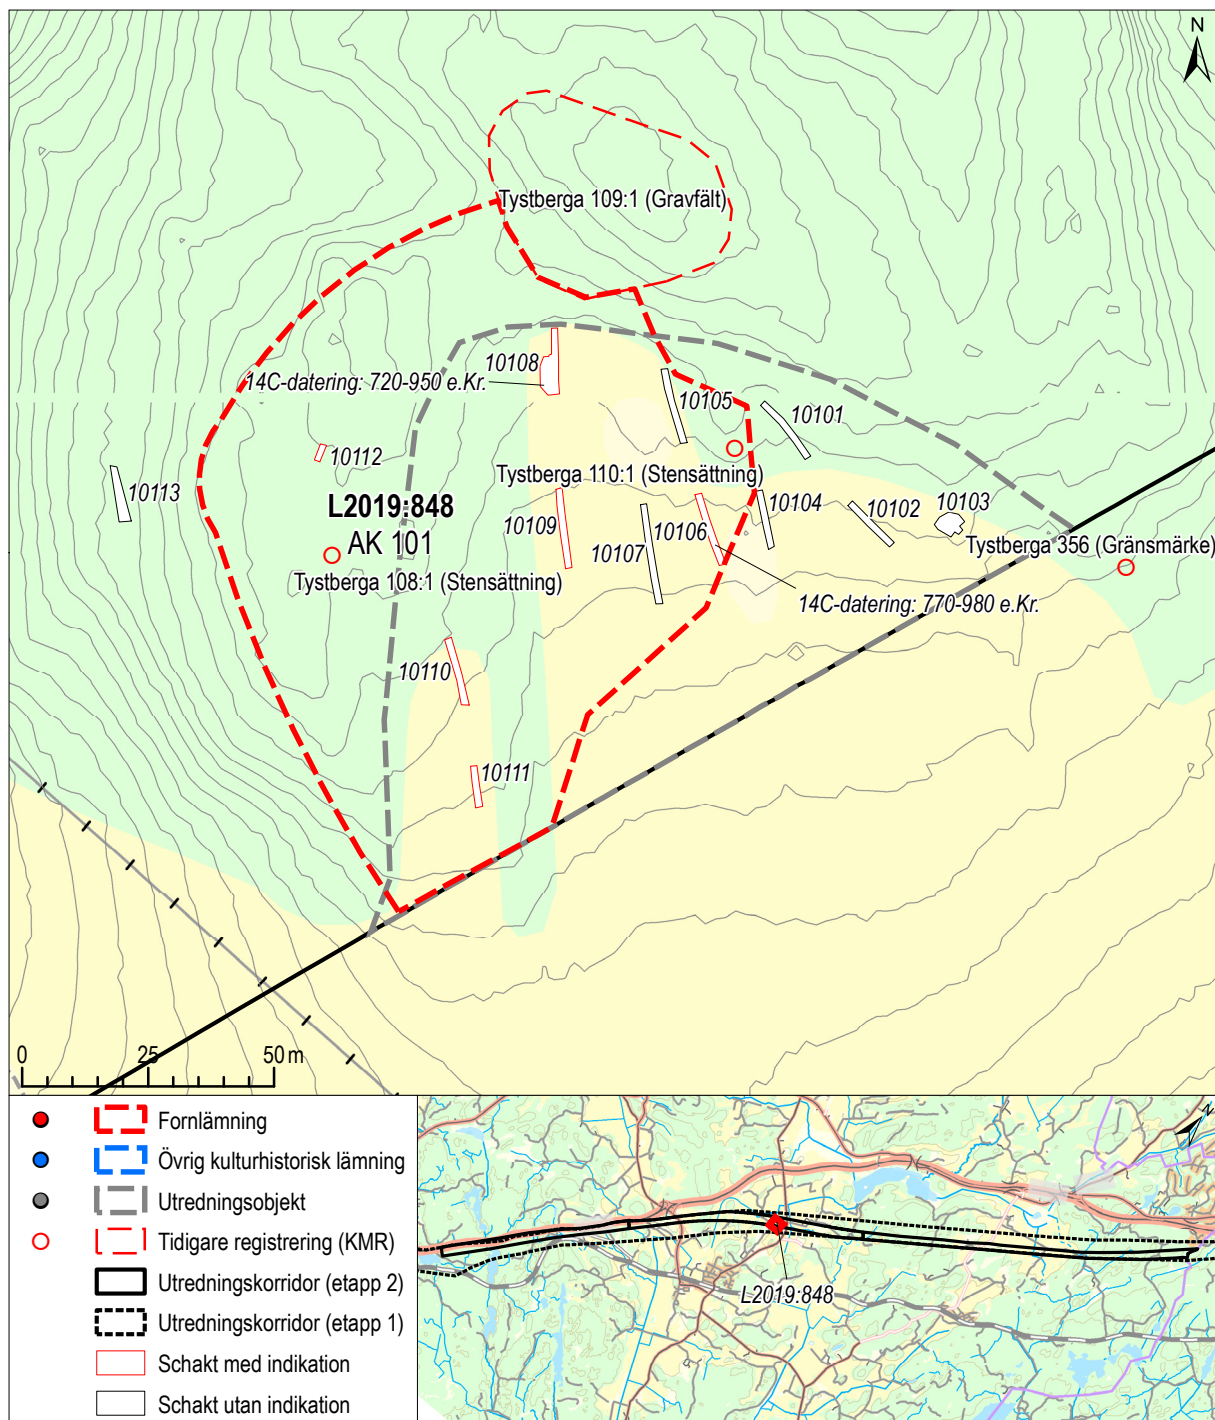 N
Tystberga 109:1 (Gravfält)
10108
14C-datering: 720-950 e.Kr.
10105
10101
10112
10113
L2019:848
AK 101
Tystberga 110:1 (Stensättning)
10109
10107
10106
10104
10102
10103
Tystberga 356 (Gränsmärke)
Tystberga 108:1 (Stensättning)
14C-datering: 770-980 e.Kr.
10110
10111
0 25 50 m
Fornlämning
Övrig kulturhistorisk lämning
Utredningsobjekt
Tidigare registrering (KMR)
Utredningskorridor (etapp 2)
Utredningskorridor (etapp 1)
Schakt med indikation
Schakt utan indikation
N
L2019:848